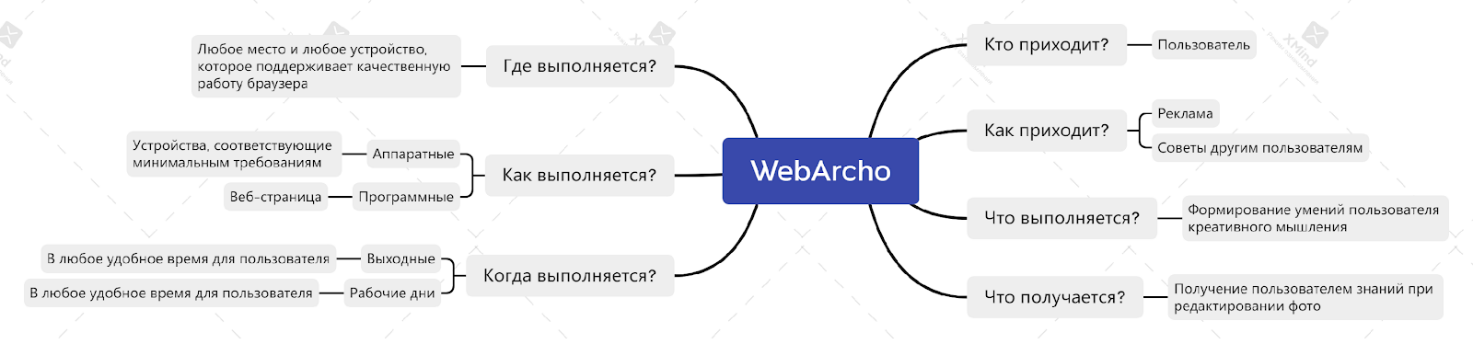 WebArcho
Кто приходит?
Пользователь
Как приходит?
Реклама
Советы другим пользователям
Что выполняется?
Формирование умений пользователя
креативного мышления
Что получается?
Получение пользователем знаний при
редактировании фото
Где выполняется?
Любое место и любое устройство,
которое поддерживает качественную
работу браузера
Как выполняется?
Аппаратные
Устройства, соответствующие
минимальным требованиям
Программные
Веб-страница
Когда выполняется?
Выходные
В любое удобное время для пользователя
Рабочие дни
В любое удобное время для пользователя
XMind